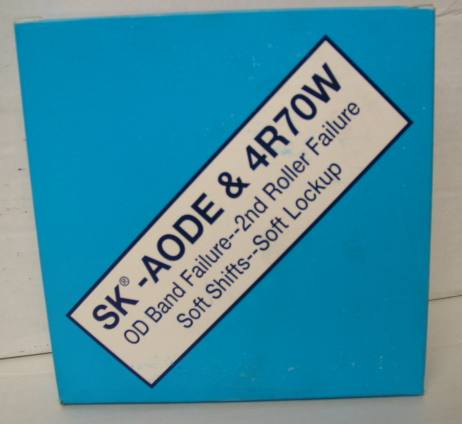 SK®-AODE & 4R70W
OD Band Failure--2nd Roller Failure
Soft Shifts--Soft Lockup